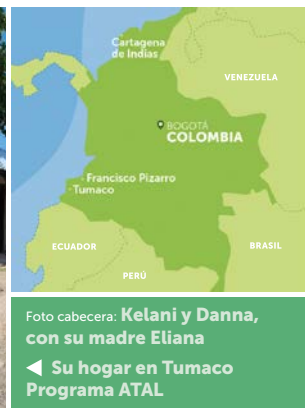 Cartagena
de Indias
VENEZUELA
BOGOTÁ
COLOMBIA
Francisco Pizarro
Tumaco
ECUADOR
BRASIL
PERÚ
Foto cabecera: Kelani y Danna,
con su madre Eliana
◀ Su hogar en Tumaco
Programa ATAL